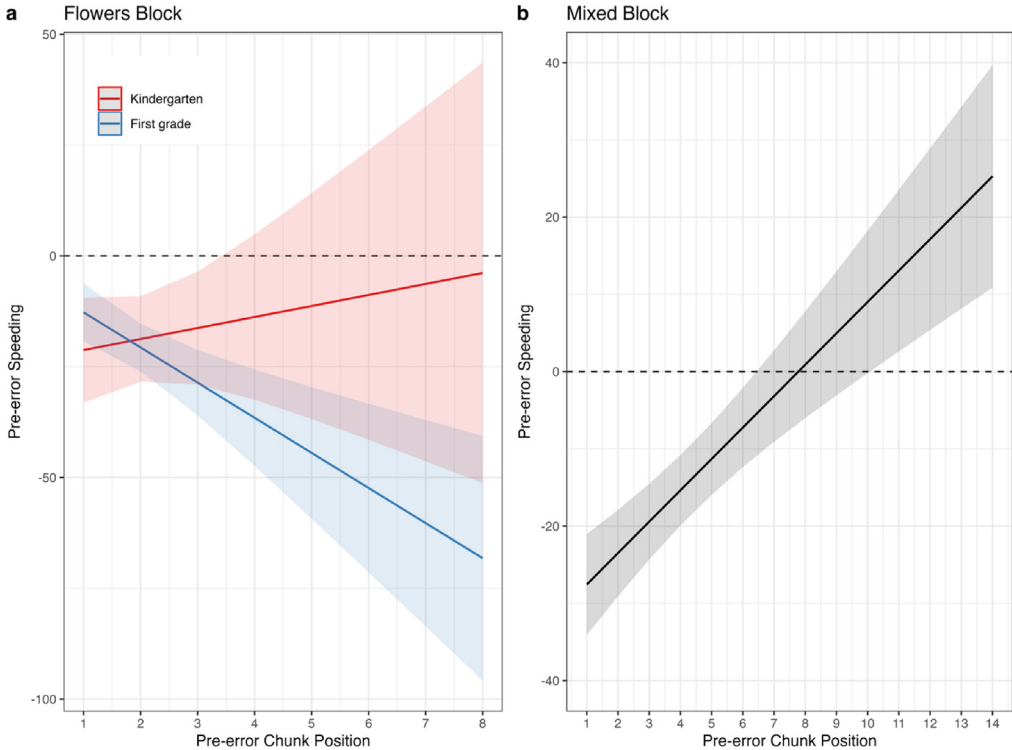 a Flowers Block
50
0
-50
-100
Pre-error Speeding
Kindergarten
First grade
1 2 3 4 5 6 7 8
Pre-error Chunk Position
b Mixed Block
40
20
0
-20
-40
Pre-error Speeding
1 2 3 4 5 6 7 8 9 10 11 12 13 14
Pre-error Chunk Position